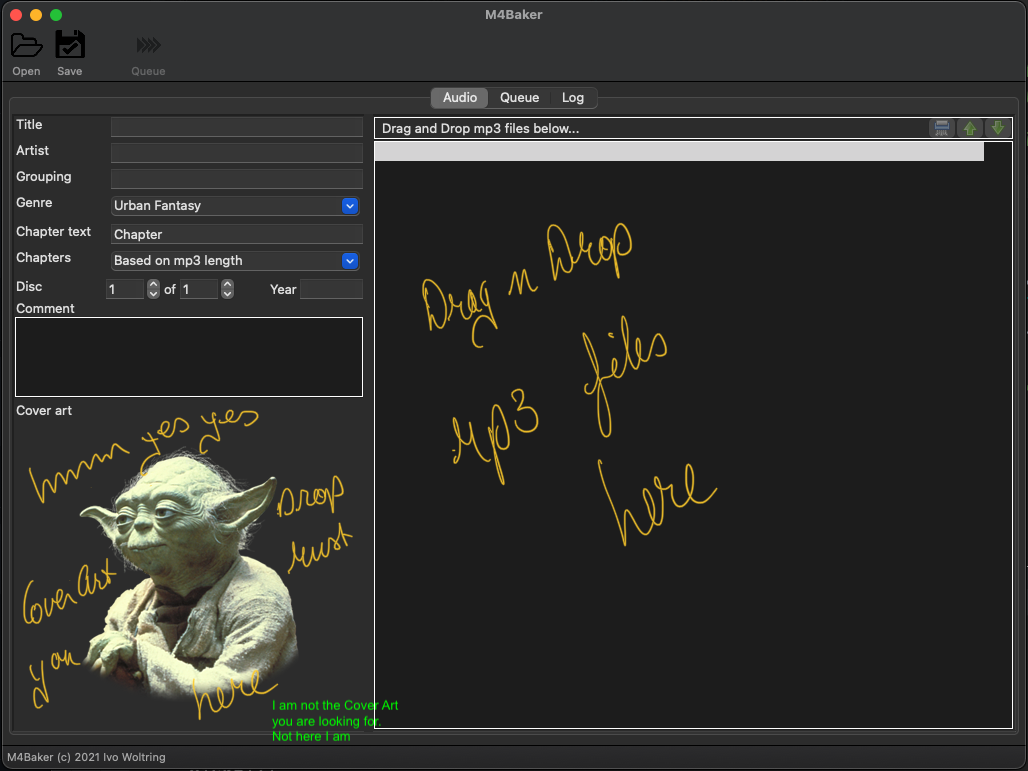 M4Baker
Open Save Queue
Audio Queue Log
Title
Artist
Grouping
Genre Urban Fantasy
Chapter text Chapter
Chapters Based on mp3 length
Disc 1 of 1 Year
Comment
Cover art
hmmm yes yes
Drop
must
Cover Art
you
here
I am not the Cover Art
you are looking for.
Not here I am
Drag and Drop mp3 files below...
Drag n Drop
Mp3 files
here
M4Baker (c) 2021 Ivo Woltring